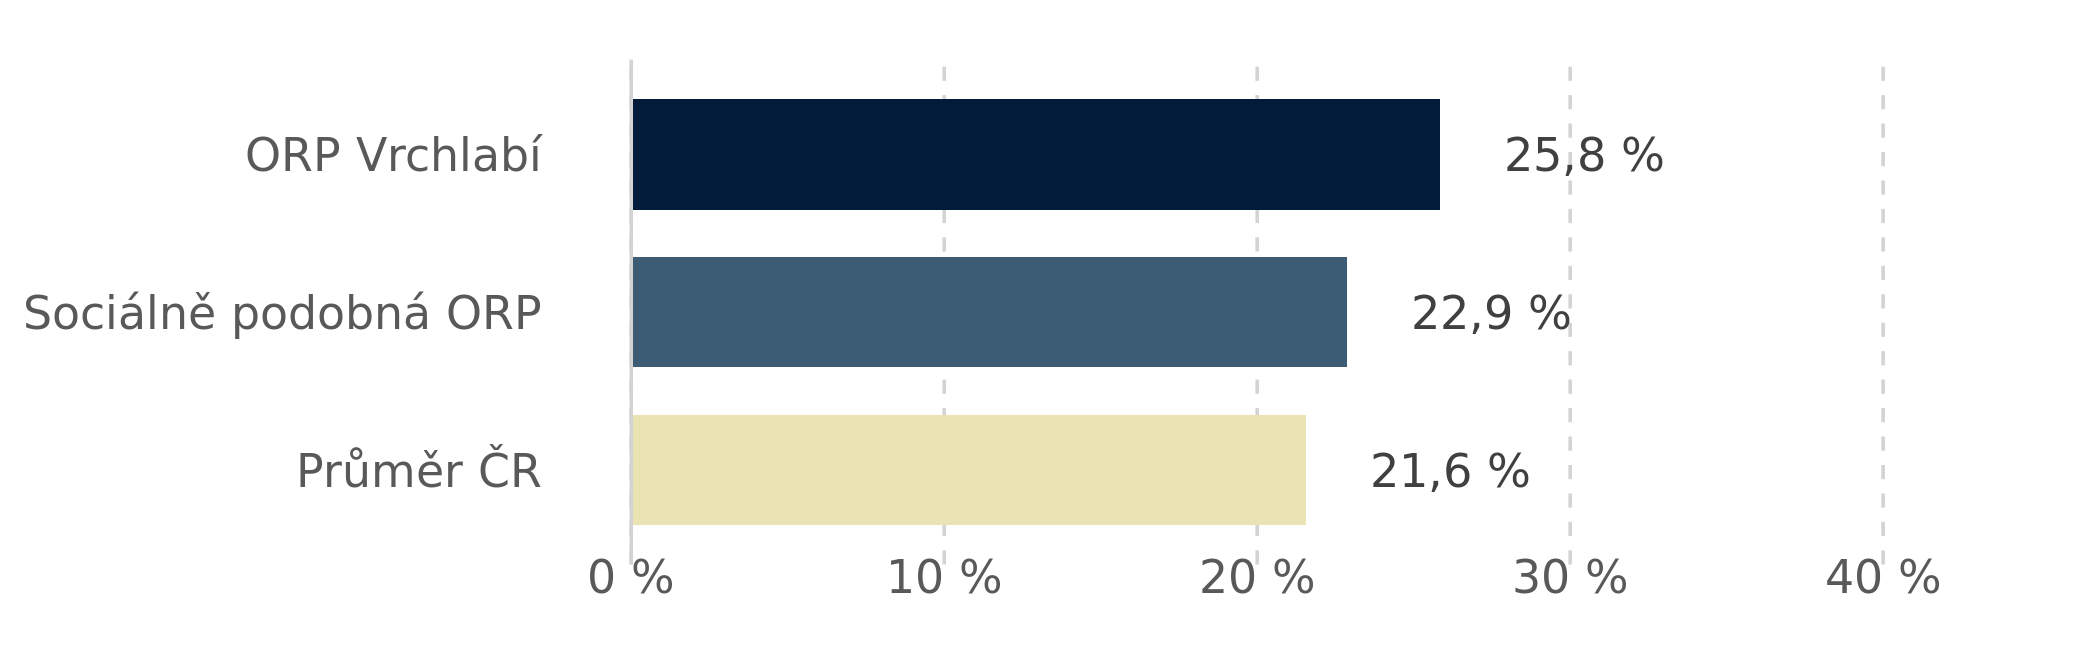 ORP Vrchlabí
25,8 %
Sociálně podobná ORP
22,9 %
Průměr ČR
21,6 %
0 %
10 %
20 %
30 %
40 %